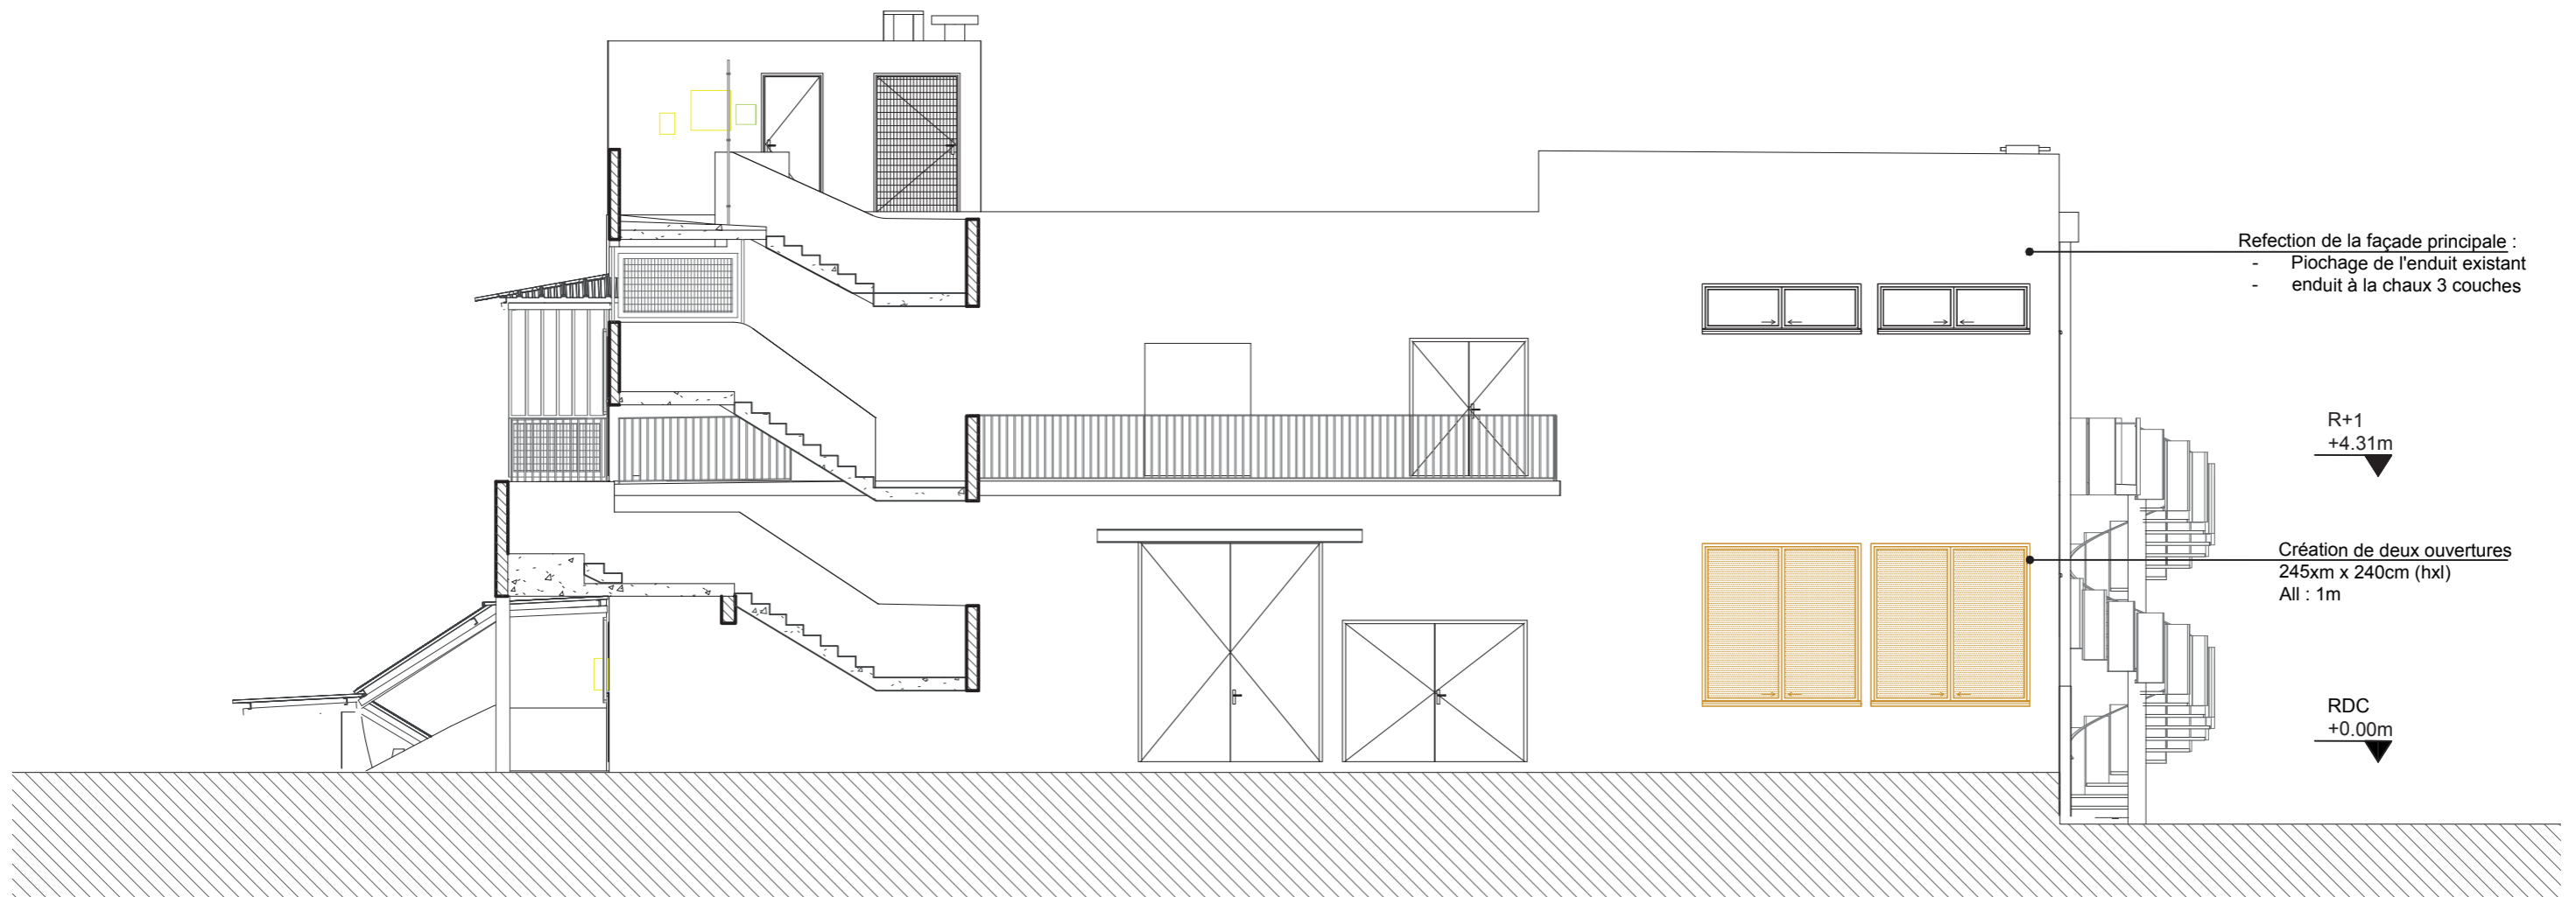 Refection de la façade principale :
- Piochage de l'enduit existant
- enduit à la chaux 3 couches
R+1
+4.31m
Création de deux ouvertures
245xm x 240cm (hxl)
All : 1m
RDC
+0.00m